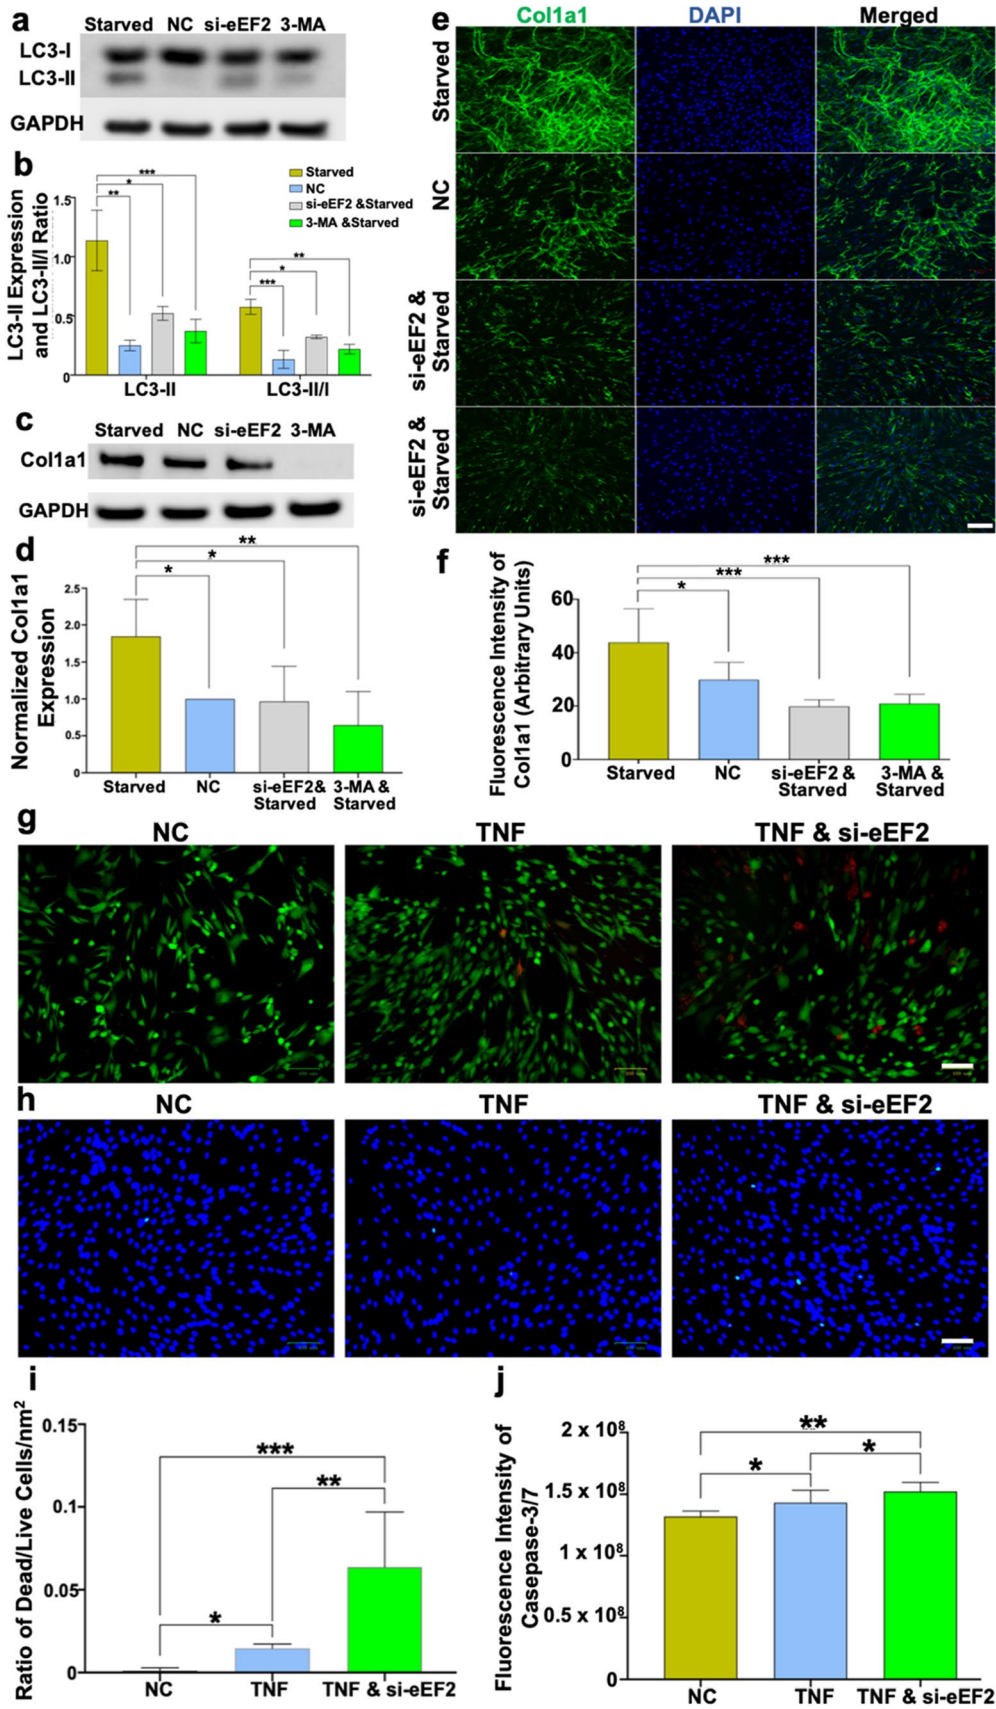 a
Starved NC si-eEF2 3-MA
LC3-I
LC3-II
GAPDH
b
LC3-II Expression
and LC3-II/I Ratio
1.5
1.0
0.5
0
***
*
**
**
*
***
Starved
NC
si-eEF2 &Starved
3-MA &Starved
LC3-II LC3-II/I
c
Starved NC si-eEF2 3-MA
Col1a1
GAPDH
d
Normalized Col1a1
Expression
2.5
2.0
1.5
1.0
0.5
0
**
*
*
Starved NC si-eEF2& 3-MA &
Starved Starved
e
Col1a1 DAPI Merged
Starved
NC
si-eEF2 &
Starved
si-eEF2 &
Starved
f
Fluorescence Intensity of
Col1a1 (Arbitrary Units)
60
40
20
0
***
***
*
Starved NC si-eEF2 & 3-MA &
Starved Starved
g
NC TNF TNF & si-eEF2
h
NC TNF TNF & si-eEF2
i
Ratio of Dead/Live Cells/nm²
0.15
0.1
0.05
0
***
**
*
NC TNF TNF & si-eEF2
j
Fluorescence Intensity of
Casepase-3/7
2 x 10⁸
1.5 x 10⁸
1 x 10⁸
0.5 x 10⁸
0
**
*
*
NC TNF TNF & si-eEF2